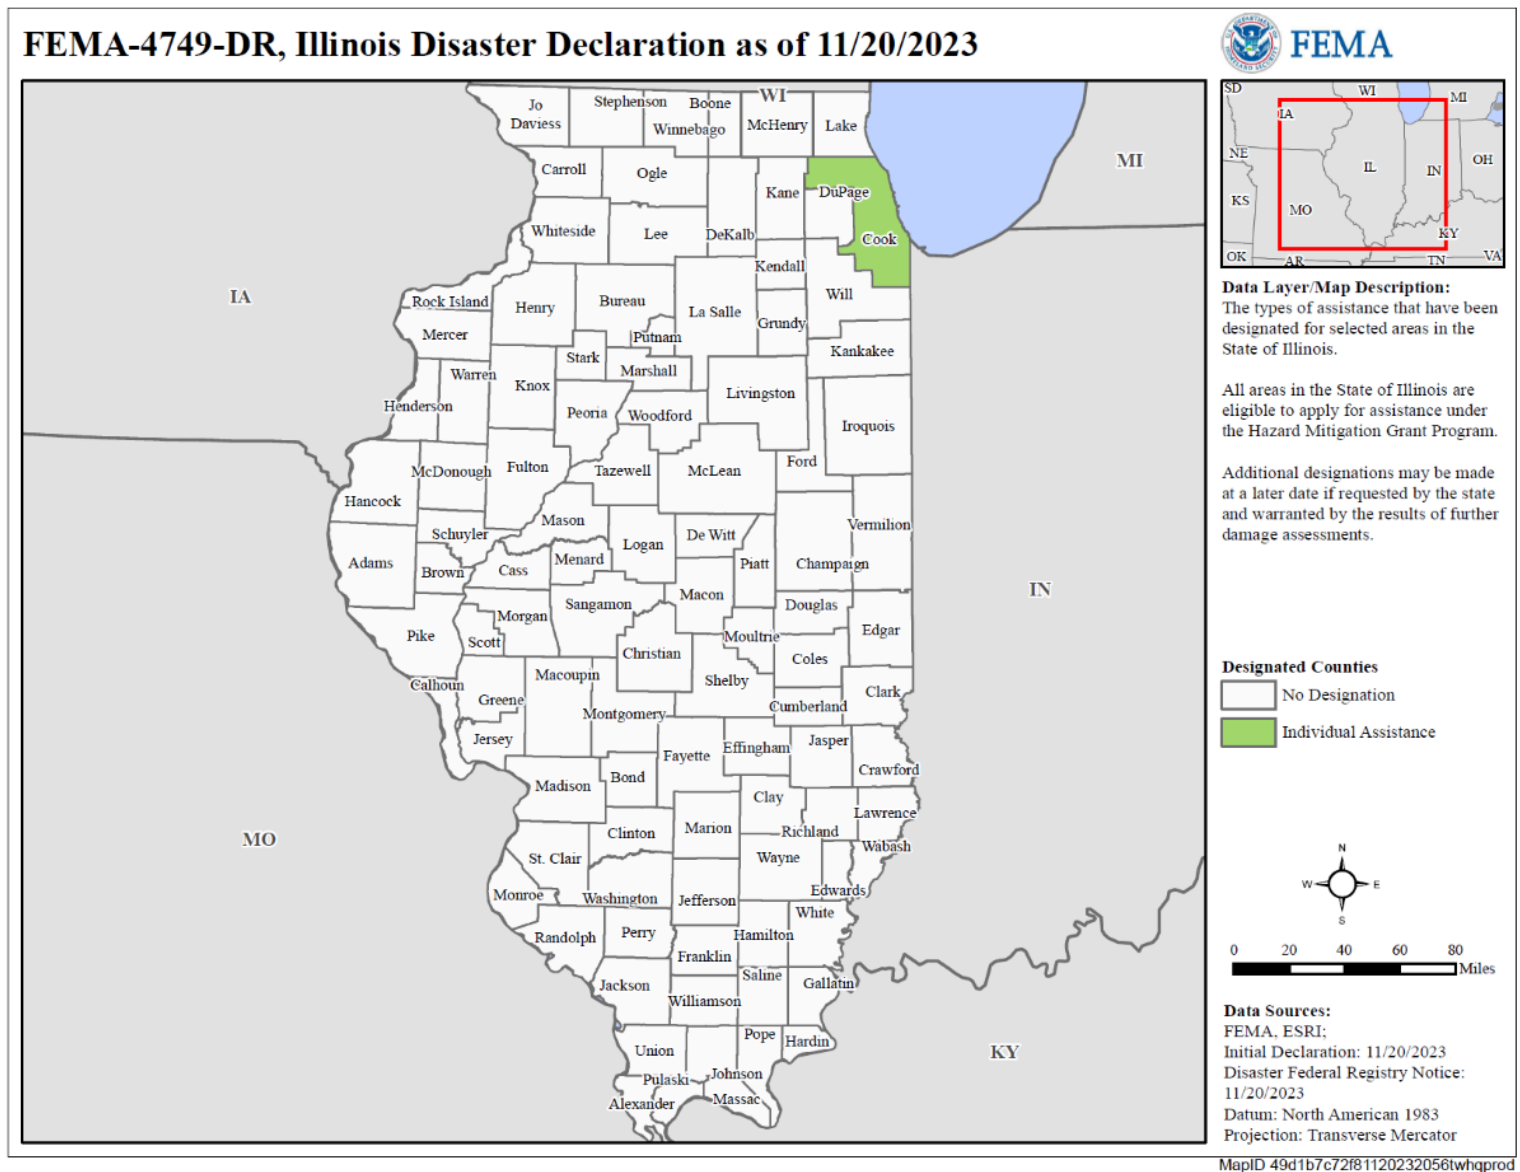 FEMA-4749-DR, Illinois Disaster Declaration as of 11/20/2023
FEMA
WI
MI
IA
MO
IN
KY
Jo
Daviess
Stephenson
Boone
Winnebago
McHenry
Lake
Carroll
Ogle
Kane
DuPage
Whiteside
Lee
DeKalb
Cook
Kendall
Rock Island
Henry
Bureau
La Salle
Will
Grundy
Mercer
Putnam
Kankakee
Stark
Marshall
Warren
Knox
Livingston
Henderson
Peoria
Woodford
Iroquois
Ford
McDonough
Fulton
Tazewell
McLean
Hancock
Mason
Vermilion
Schuyler
Logan
De Witt
Adams
Brown
Cass
Menard
Piatt
Champaign
Macon
Sangamon
Douglas
Morgan
Pike
Scott
Moultrie
Edgar
Christian
Coles
Macoupin
Shelby
Calhoun
Greene
Clark
Montgomery
Cumberland
Jersey
Effingham
Jasper
Fayette
Crawford
Bond
Madison
Clay
Lawrence
Marion
Richland
Clinton
Wabash
St. Clair
Wayne
Edwards
Monroe
Washington
Jefferson
White
Randolph
Perry
Hamilton
Franklin
Saline
Jackson
Gallatin
Williamson
Pope
Hardin
Union
Johnson
Pulaski
Massac
Alexander
SD
WI
MI
IA
NE
IL
IN
OH
KS
MO
KY
OK
AR
TN
VA
Data Layer/Map Description:
The types of assistance that have been
designated for selected areas in the
State of Illinois.
All areas in the State of Illinois are
eligible to apply for assistance under
the Hazard Mitigation Grant Program.
Additional designations may be made
at a later date if requested by the state
and warranted by the results of further
damage assessments.
Designated Counties
No Designation
Individual Assistance
N
W
E
S
0 20 40 60 80
Miles
Data Sources:
FEMA, ESRI;
Initial Declaration: 11/20/2023
Disaster Federal Registry Notice:
11/20/2023
Datum: North American 1983
Projection: Transverse Mercator
MapID 49d1b7c72f81120232056twhqprod